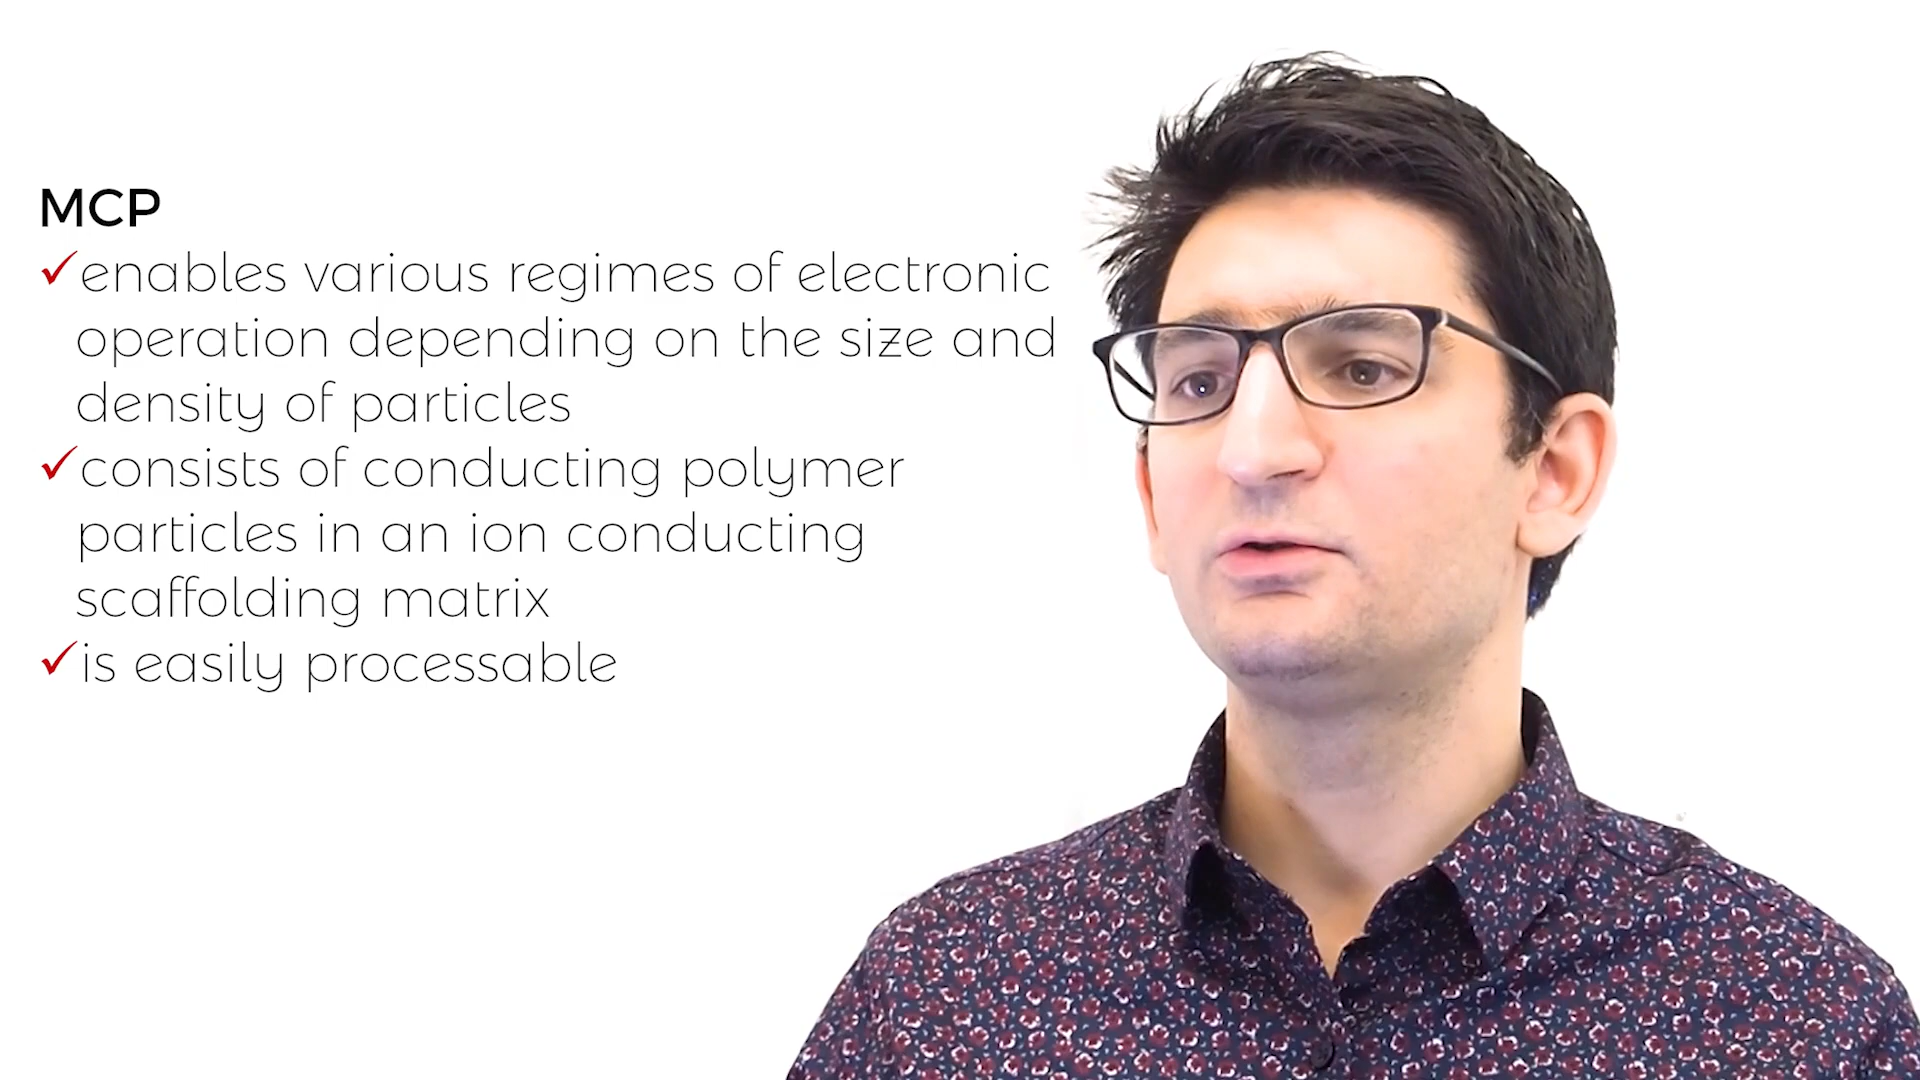 MCP
✓enables various regimes of electronic
operation depending on the size and
density of particles
✓consists of conducting polymer
particles in an ion conducting
scaffolding matrix
✓is easily processable